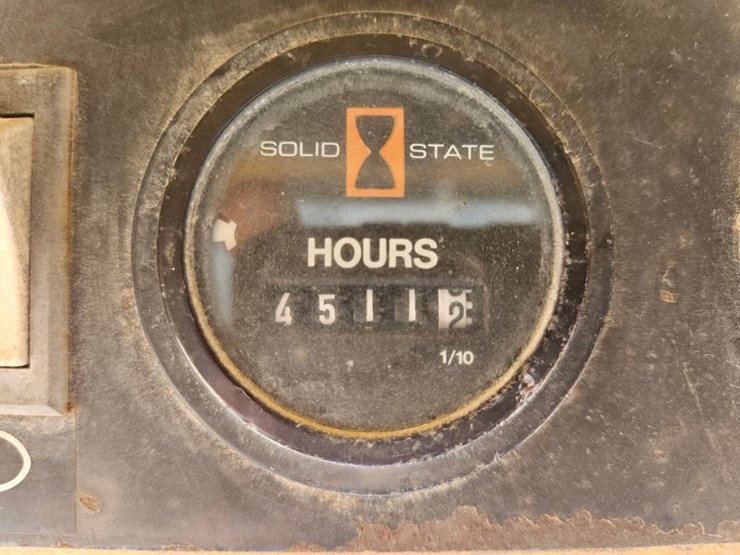 SOLID STATE
HOURS
45112
1/10